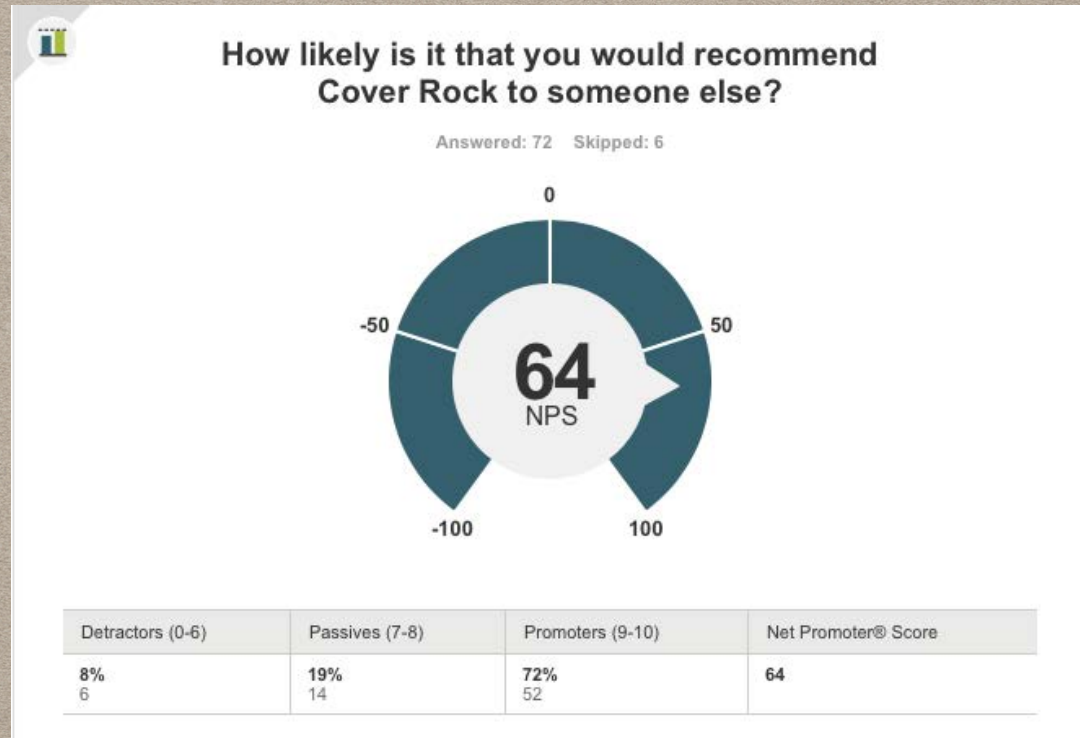 How likely is it that you would recommend
Cover Rock to someone else?
Answered: 72 Skipped: 6
0
-50
50
64
NPS
-100
100
Detractors (0-6) Passives (7-8) Promoters (9-10) Net Promoter® Score
8% 19% 72% 64
6 14 52